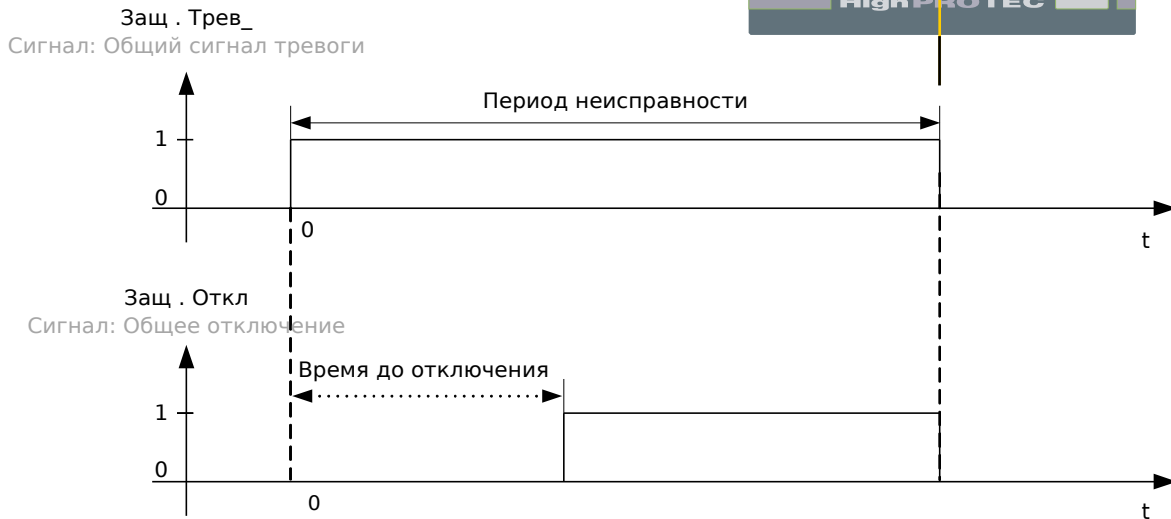 HighPROTEC
Защ . Трев_
Сигнал: Общий сигнал тревоги
Период неисправности
1
0
0
t
Защ . Откл
Сигнал: Общее отключение
Время до отключения
1
0
0
t